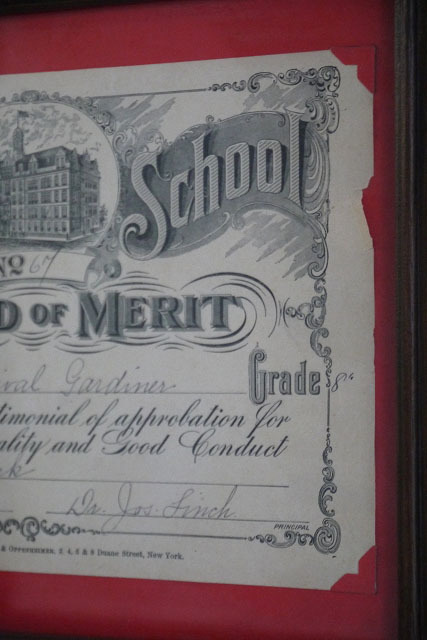 School
No 67
D OF MERIT
ival Gardiner Grade 8th
timonial of approbation for
ality and Good Conduct
k
Dr. Jos. Finch
PRINCIPAL
& OPPENHEIMER, 2, 4, 6 & 8 Duane Street, New York.